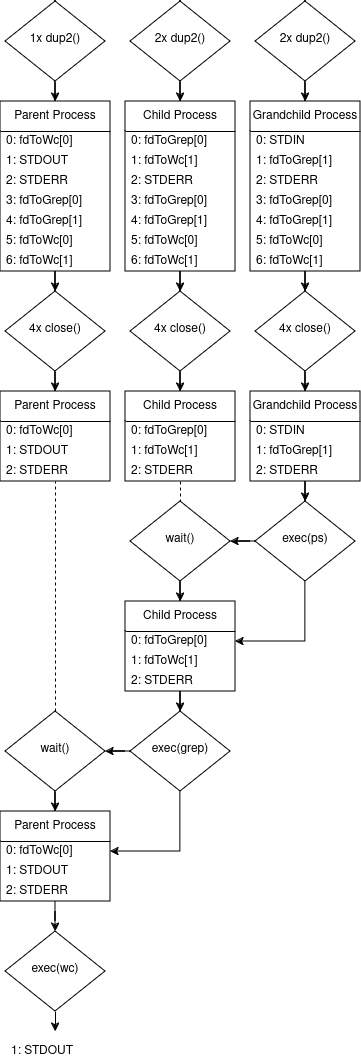 1x dup2()
2x dup2()
2x dup2()
Parent Process
0: fdToWc[0]
1: STDOUT
2: STDERR
3: fdToGrep[0]
4: fdToGrep[1]
5: fdToWc[0]
6: fdToWc[1]
Child Process
0: fdToGrep[0]
1: fdToWc[1]
2: STDERR
3: fdToGrep[0]
4: fdToGrep[1]
5: fdToWc[0]
6: fdToWc[1]
Grandchild Process
0: STDIN
1: fdToGrep[1]
2: STDERR
3: fdToGrep[0]
4: fdToGrep[1]
5: fdToWc[0]
6: fdToWc[1]
4x close()
4x close()
4x close()
Parent Process
0: fdToWc[0]
1: STDOUT
2: STDERR
Child Process
0: fdToGrep[0]
1: fdToWc[1]
2: STDERR
Grandchild Process
0: STDIN
1: fdToGrep[1]
2: STDERR
wait()
exec(ps)
Child Process
0: fdToGrep[0]
1: fdToWc[1]
2: STDERR
wait()
exec(grep)
Parent Process
0: fdToWc[0]
1: STDOUT
2: STDERR
exec(wc)
1: STDOUT